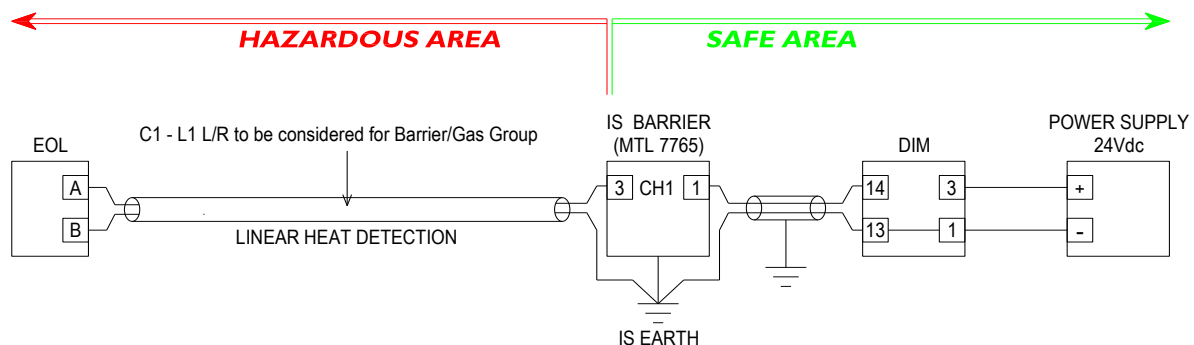 HAZARDOUS AREA
SAFE AREA
C1 - L1 L/R to be considered for Barrier/Gas Group
IS BARRIER
(MTL 7765)
POWER SUPPLY
24Vdc
EOL
DIM
A
B
3 CH1 1
14 3
13 1
+
-
LINEAR HEAT DETECTION
IS EARTH